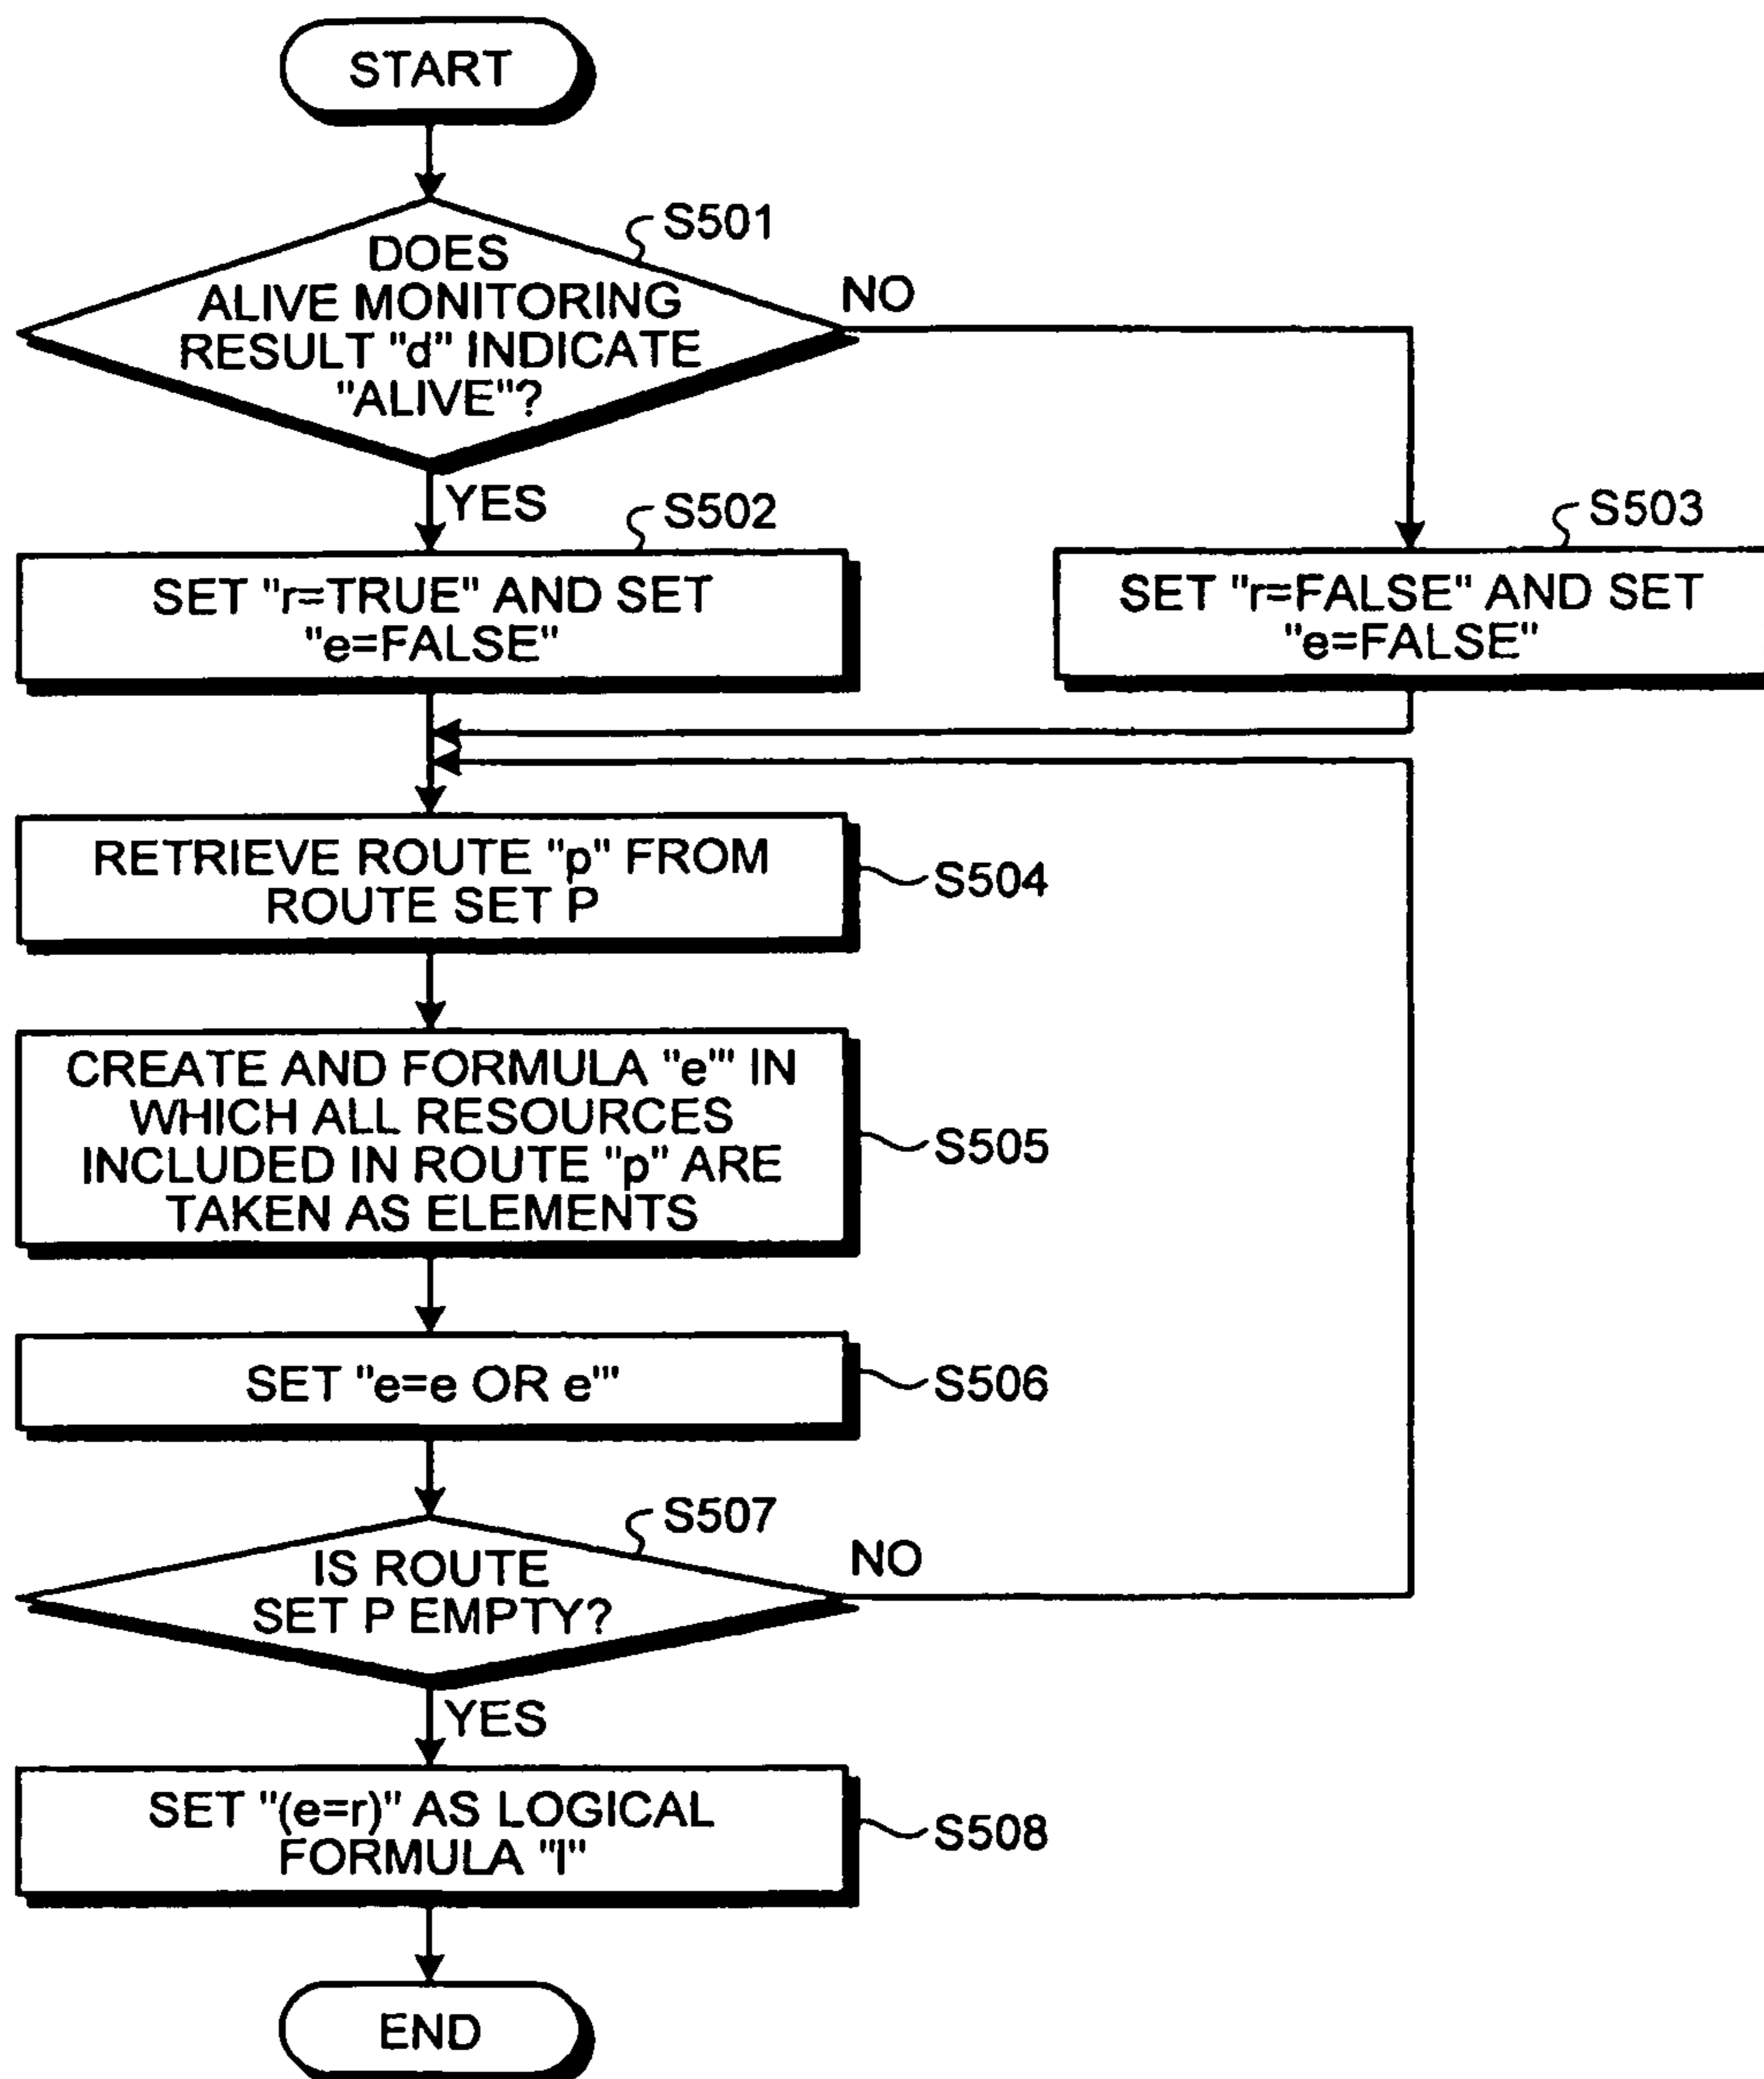 START
S501
DOES
ALIVE MONITORING
RESULT "d" INDICATE
"ALIVE"?
NO
YES
S502
SET "r=TRUE" AND SET
"e=FALSE"
S503
SET "r=FALSE" AND SET
"e=FALSE"
RETRIEVE ROUTE "p" FROM
ROUTE SET P
S504
CREATE AND FORMULA "e'" IN
WHICH ALL RESOURCES
INCLUDED IN ROUTE "p" ARE
TAKEN AS ELEMENTS
S505
SET "e=e OR e'"
S506
S507
IS ROUTE
SET P EMPTY?
NO
YES
SET "(e=r)" AS LOGICAL
FORMULA "l"
S508
END